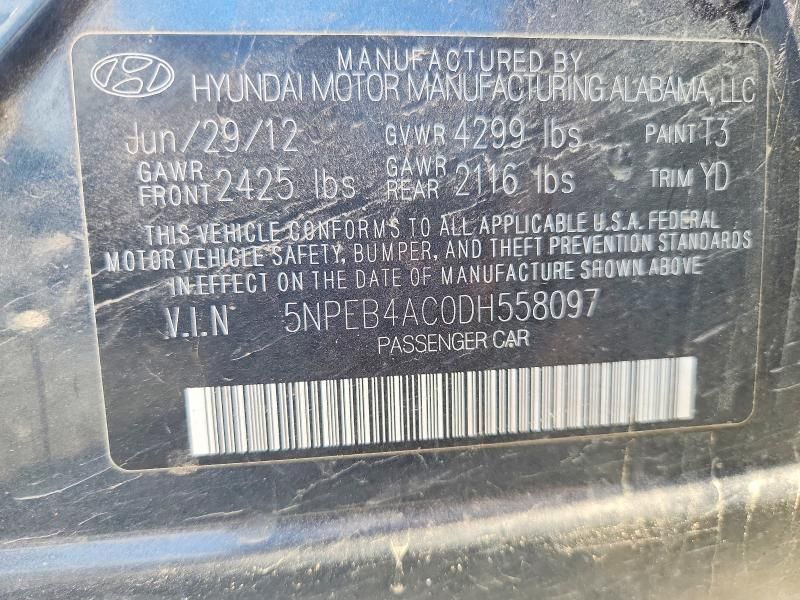 MANUFACTURED BY
HYUNDAI MOTOR MANUFACTURING ALABAMA, LLC
Jun/29/12 GVWR 4299 lbs PAINT T3
GAWR FRONT 2425 lbs GAWR REAR 2116 lbs TRIM YD
THIS VEHICLE CONFORMS TO ALL APPLICABLE U.S.A. FEDERAL
MOTOR VEHICLE SAFETY, BUMPER, AND THEFT PREVENTION STANDARDS
IN EFFECT ON THE DATE OF MANUFACTURE SHOWN ABOVE
V.I.N 5NPEB4AC0DH558097
PASSENGER CAR